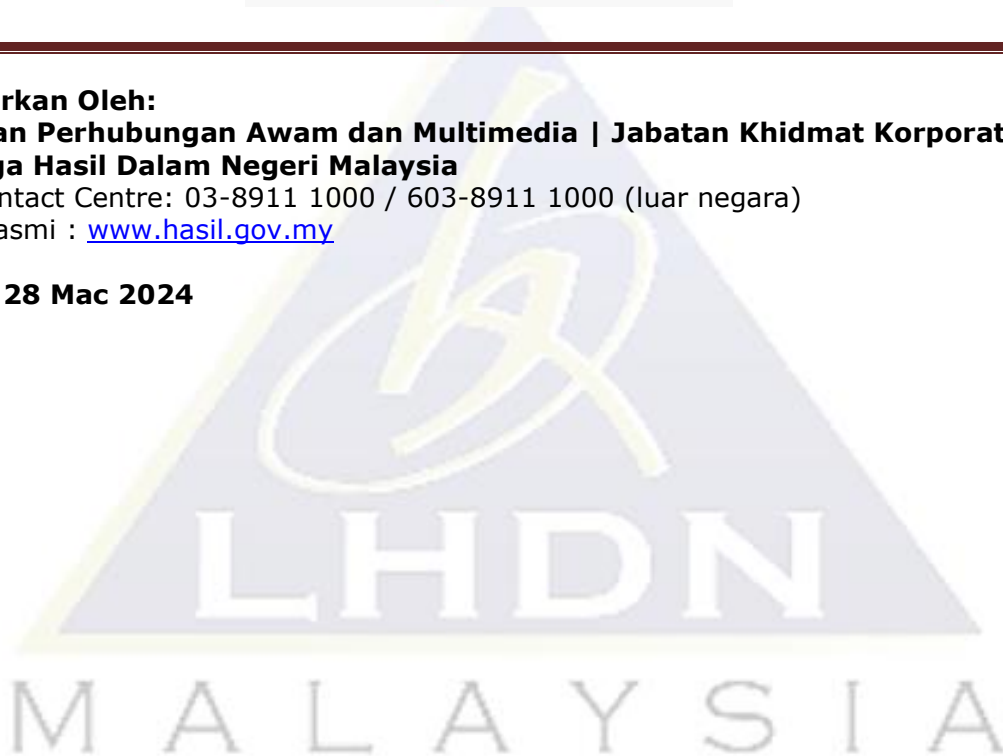 rkan Oleh:
an Perhubungan Awam dan Multimedia | Jabatan Khidmat Korporat
ga Hasil Dalam Negeri Malaysia
ntact Centre: 03-8911 1000 / 603-8911 1000 (luar negara)
asmi : www.hasil.gov.my
28 Mac 2024
LHDN
MALAYSIA